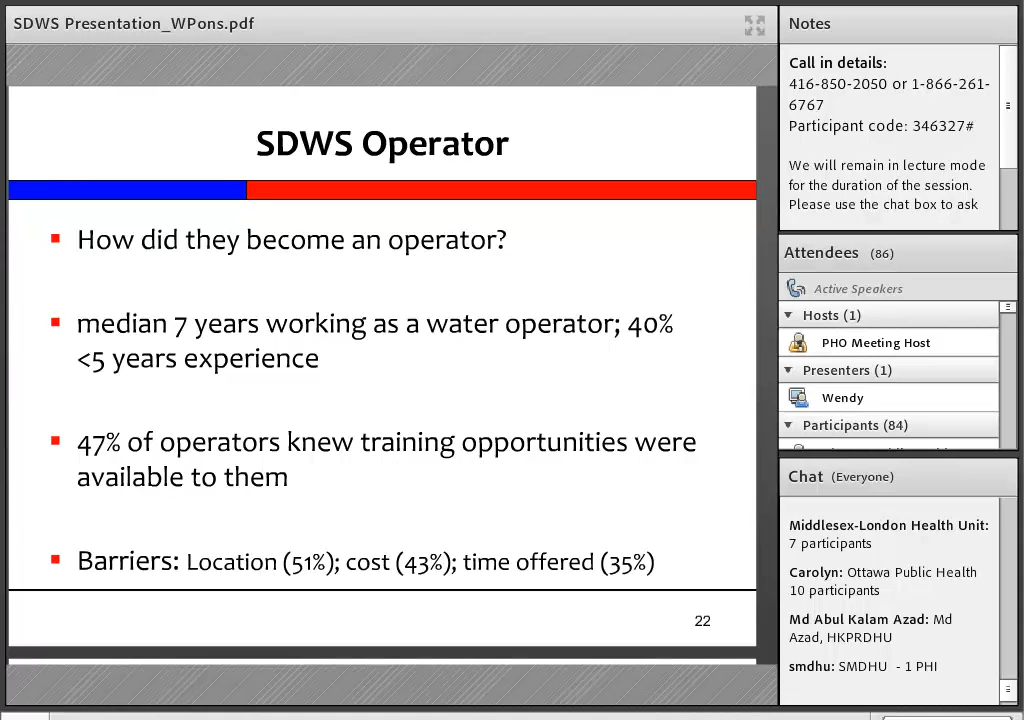 SDWS Presentation_WPons.pdf
SDWS Operator
How did they become an operator?
median 7 years working as a water operator; 40%
<5 years experience
47% of operators knew training opportunities were
available to them
Barriers: Location (51%); cost (43%); time offered (35%)
22
Notes
Call in details:
416-850-2050 or 1-866-261-
6767
Participant code: 346327#
We will remain in lecture mode
for the duration of the session.
Please use the chat box to ask
Attendees (86)
Active Speakers
Hosts (1)
PHO Meeting Host
Presenters (1)
Wendy
Participants (84)
Chat (Everyone)
Middlesex-London Health Unit:
7 participants
Carolyn: Ottawa Public Health
10 participants
Md Abul Kalam Azad: Md
Azad, HKPRDHU
smdhu: SMDHU - 1 PHI